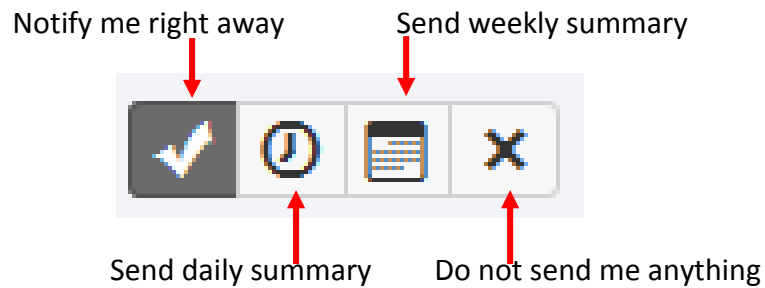 Notify me right away
Send weekly summary
Send daily summary
Do not send me anything